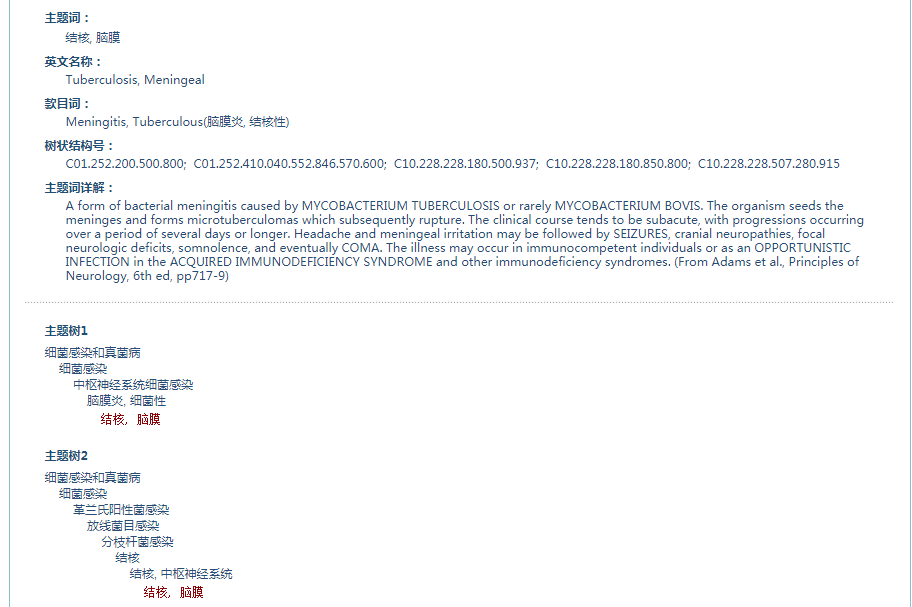 主题词：
结核, 脑膜
英文名称：
Tuberculosis, Meningeal
款目词：
Meningitis, Tuberculous(脑膜炎, 结核性)
树状结构号：
C01.252.200.500.800; C01.252.410.040.552.846.570.600; C10.228.228.180.500.937; C10.228.228.180.850.800; C10.228.228.507.280.915
主题词详解：
A form of bacterial meningitis caused by MYCOBACTERIUM TUBERCULOSIS or rarely MYCOBACTERIUM BOVIS. The organism seeds the
meninges and forms microtuberculomas which subsequently rupture. The clinical course tends to be subacute, with progressions occurring
over a period of several days or longer. Headache and meningeal irritation may be followed by SEIZURES, cranial neuropathies, focal
neurologic deficits, somnolence, and eventually COMA. The illness may occur in immunocompetent individuals or as an OPPORTUNISTIC
INFECTION in the ACQUIRED IMMUNODEFICIENCY SYNDROME and other immunodeficiency syndromes. (From Adams et al., Principles of
Neurology, 6th ed, pp717-9)
主题树1
细菌感染和真菌病
细菌感染
中枢神经系统细菌感染
脑膜炎, 细菌性
结核, 脑膜
主题树2
细菌感染和真菌病
细菌感染
革兰氏阳性菌感染
放线菌目感染
分枝杆菌感染
结核
结核, 中枢神经系统
结核, 脑膜